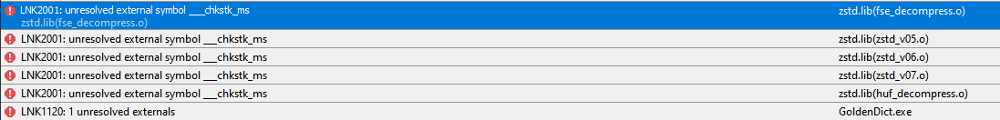 LNK2001: unresolved external symbol ___chkstk_ms zstd.lib(fse_decompress.o)
zstd.lib(fse_decompress.o)
LNK2001: unresolved external symbol ___chkstk_ms zstd.lib(zstd_v05.o)
LNK2001: unresolved external symbol ___chkstk_ms zstd.lib(zstd_v06.o)
LNK2001: unresolved external symbol ___chkstk_ms zstd.lib(zstd_v07.o)
LNK2001: unresolved external symbol ___chkstk_ms zstd.lib(huf_decompress.o)
LNK1120: 1 unresolved externals GoldenDict.exe